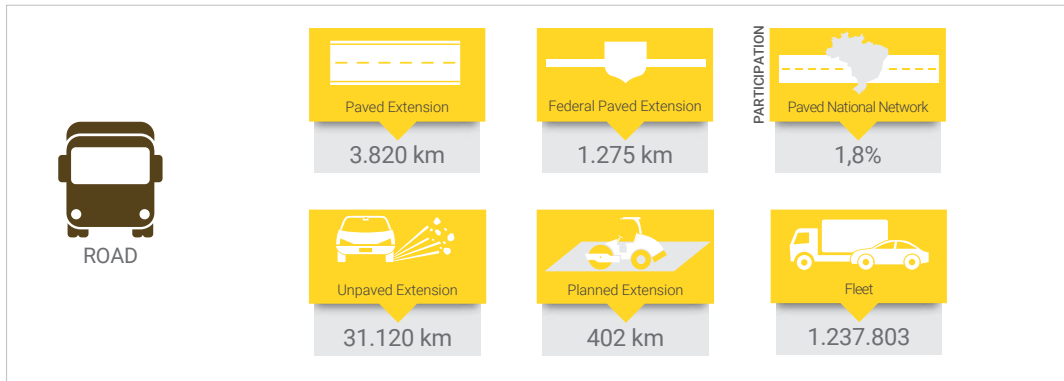 ROAD
Paved Extension
3.820 km
Federal Paved Extension
1.275 km
PARTICIPATION
Paved National Network
1,8%
Unpaved Extension
31.120 km
Planned Extension
402 km
Fleet
1.237.803